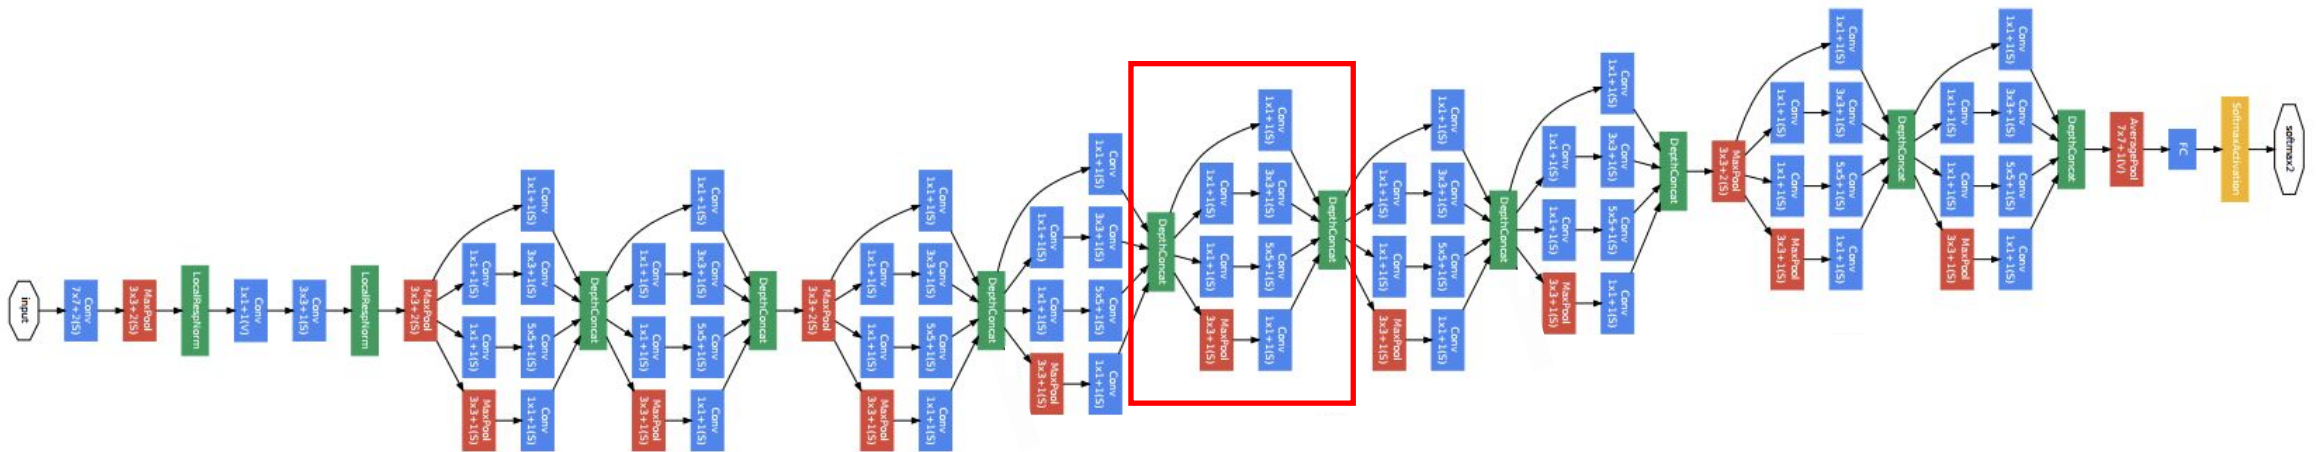 input
Conv
7x7+2(S)
MaxPool
3x3+2(S)
LocalRespNorm
Conv
1x1+1(V)
Conv
3x3+1(S)
LocalRespNorm
MaxPool
3x3+2(S)
Conv
1x1+1(S)
Conv
1x1+1(S)
MaxPool
3x3+1(S)
Conv
1x1+1(S)
Conv
3x3+1(S)
Conv
5x5+1(S)
Conv
1x1+1(S)
DepthConcat
Conv
1x1+1(S)
Conv
1x1+1(S)
MaxPool
3x3+1(S)
Conv
1x1+1(S)
Conv
3x3+1(S)
Conv
5x5+1(S)
Conv
1x1+1(S)
DepthConcat
MaxPool
3x3+2(S)
Conv
1x1+1(S)
Conv
1x1+1(S)
MaxPool
3x3+1(S)
Conv
1x1+1(S)
Conv
3x3+1(S)
Conv
5x5+1(S)
Conv
1x1+1(S)
DepthConcat
Conv
1x1+1(S)
Conv
1x1+1(S)
MaxPool
3x3+1(S)
Conv
1x1+1(S)
Conv
3x3+1(S)
Conv
5x5+1(S)
Conv
1x1+1(S)
DepthConcat
Conv
1x1+1(S)
Conv
1x1+1(S)
MaxPool
3x3+1(S)
Conv
1x1+1(S)
Conv
3x3+1(S)
Conv
5x5+1(S)
Conv
1x1+1(S)
DepthConcat
Conv
1x1+1(S)
Conv
1x1+1(S)
MaxPool
3x3+1(S)
Conv
1x1+1(S)
Conv
3x3+1(S)
Conv
5x5+1(S)
Conv
1x1+1(S)
DepthConcat
Conv
1x1+1(S)
Conv
1x1+1(S)
MaxPool
3x3+1(S)
Conv
1x1+1(S)
Conv
3x3+1(S)
Conv
5x5+1(S)
Conv
1x1+1(S)
DepthConcat
MaxPool
3x3+2(S)
Conv
1x1+1(S)
Conv
1x1+1(S)
MaxPool
3x3+1(S)
Conv
1x1+1(S)
Conv
3x3+1(S)
Conv
5x5+1(S)
Conv
1x1+1(S)
DepthConcat
Conv
1x1+1(S)
Conv
1x1+1(S)
MaxPool
3x3+1(S)
Conv
1x1+1(S)
Conv
3x3+1(S)
Conv
5x5+1(S)
Conv
1x1+1(S)
DepthConcat
AveragePool
7x7+1(V)
FC
SoftmaxActivation
softmax2